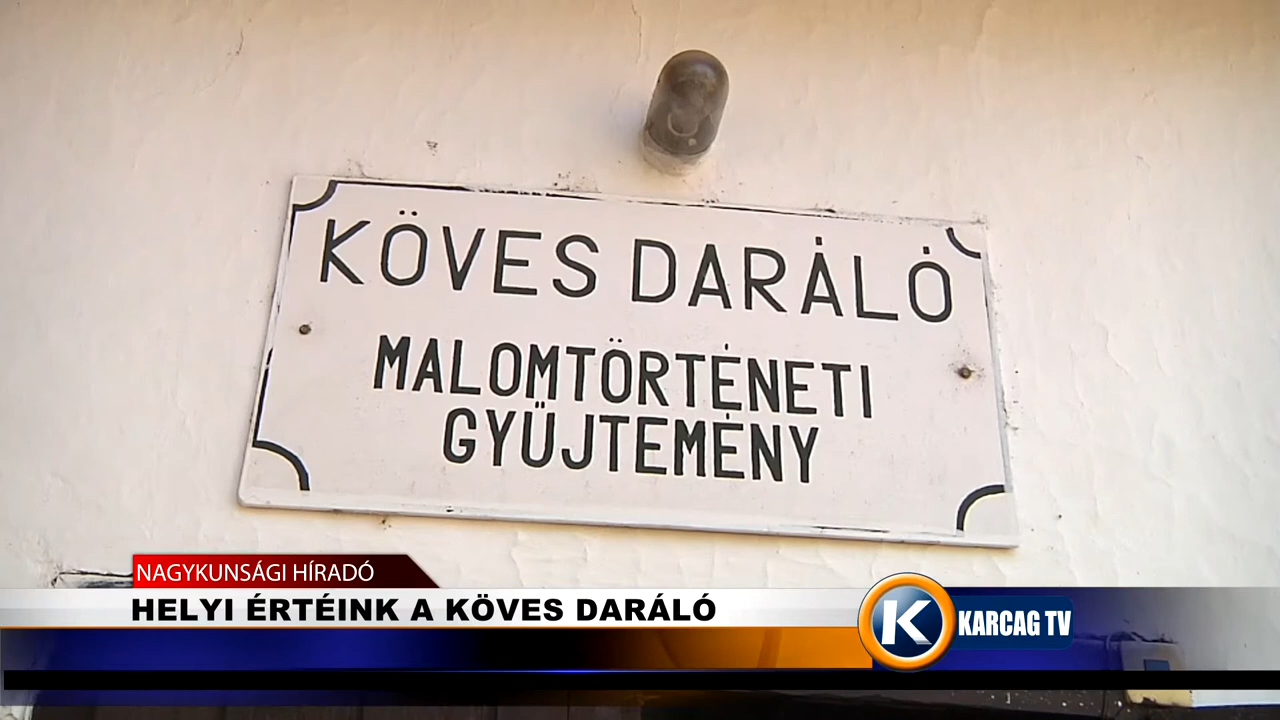 KÖVES DARÁLÓ
MALOMTÖRTÉNETI
GYŰJTEMÉNY
NAGYKUNSÁGI HÍRADÓ
HELYI ÉRTÉINK A KÖVES DARÁLÓ
K KARCAG TV